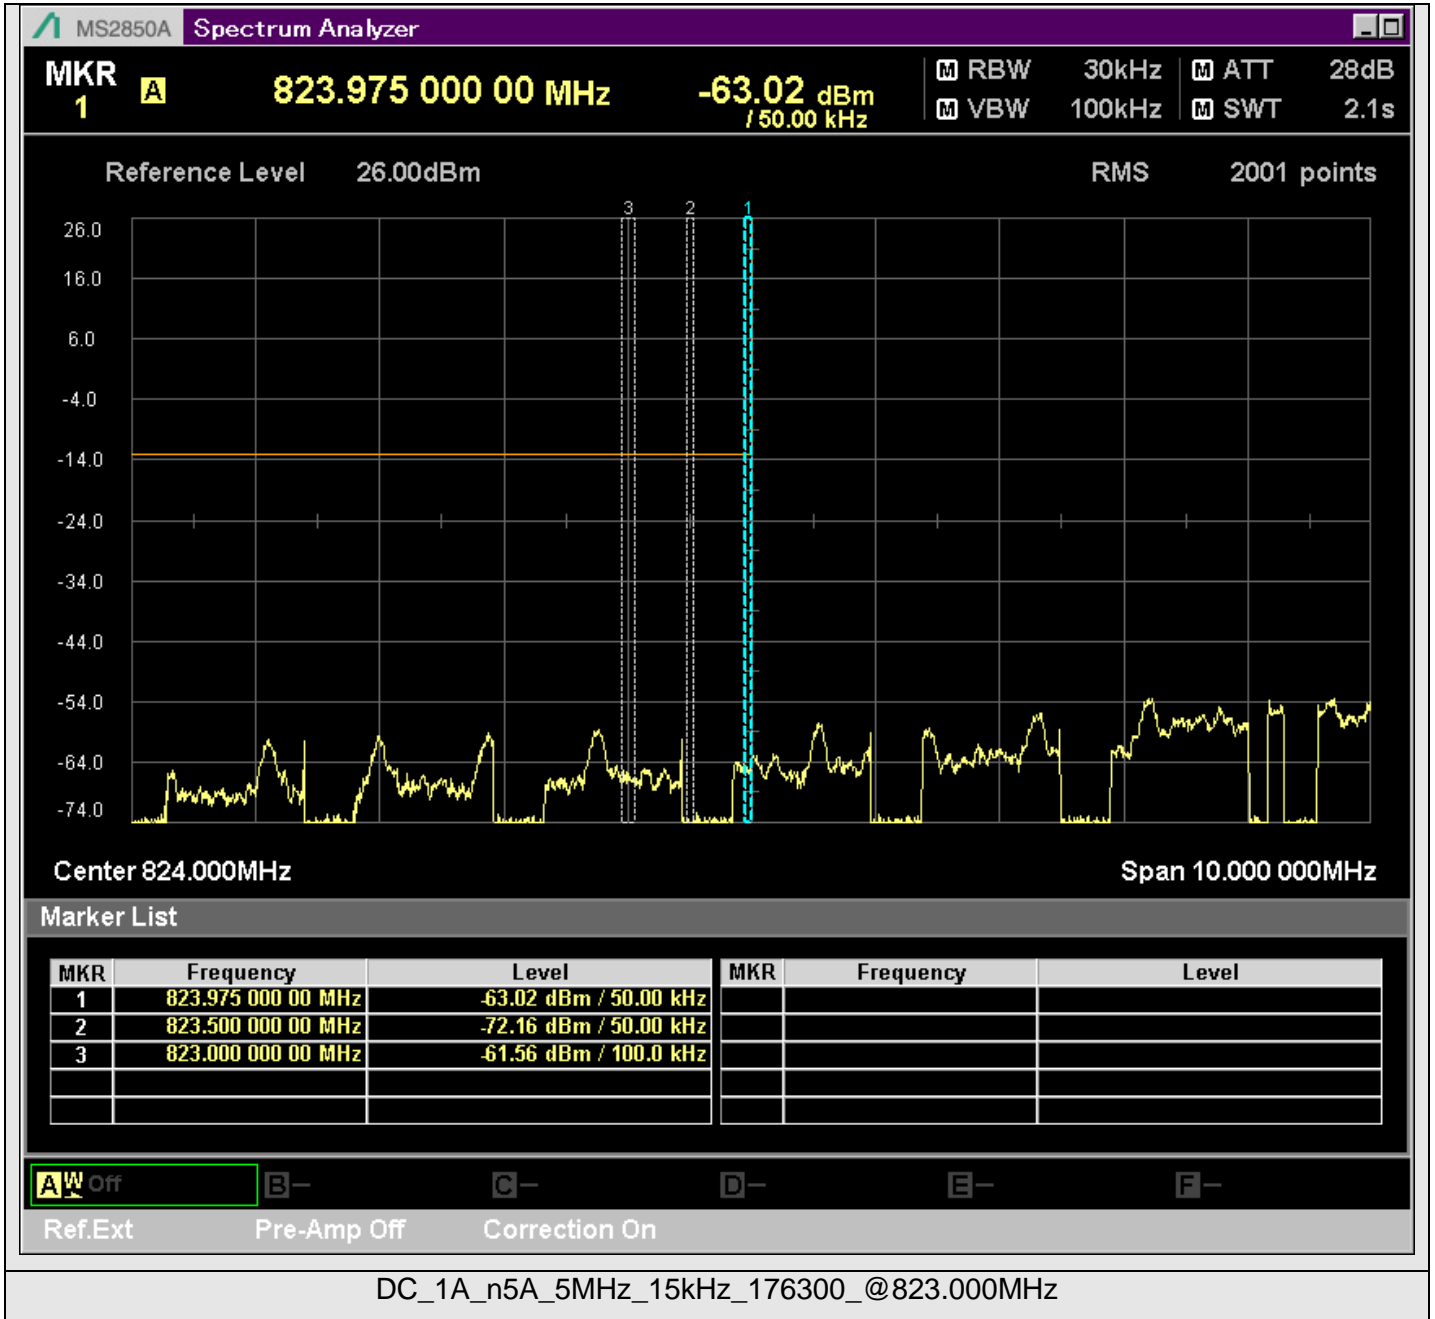 MS2850A Spectrum Analyzer
MKR 1 A 823.975 000 00 MHz -63.02 dBm / 50.00 kHz
M RBW 30kHz M ATT 28dB
M VBW 100kHz M SWT 2.1s
Reference Level 26.00dBm RMS 2001 points
3 2 1
26.0
16.0
6.0
-4.0
-14.0
-24.0
-34.0
-44.0
-54.0
-64.0
-74.0
Center 824.000MHz Span 10.000 000MHz
Marker List
MKR Frequency Level MKR Frequency Level
1 823.975 000 00 MHz -63.02 dBm / 50.00 kHz
2 823.500 000 00 MHz -72.16 dBm / 50.00 kHz
3 823.000 000 00 MHz -61.56 dBm / 100.0 kHz
A W Off B - C - D - E - F -
Ref.Ext Pre-Amp Off Correction On
DC_1A_n5A_5MHz_15kHz_176300_@823.000MHz